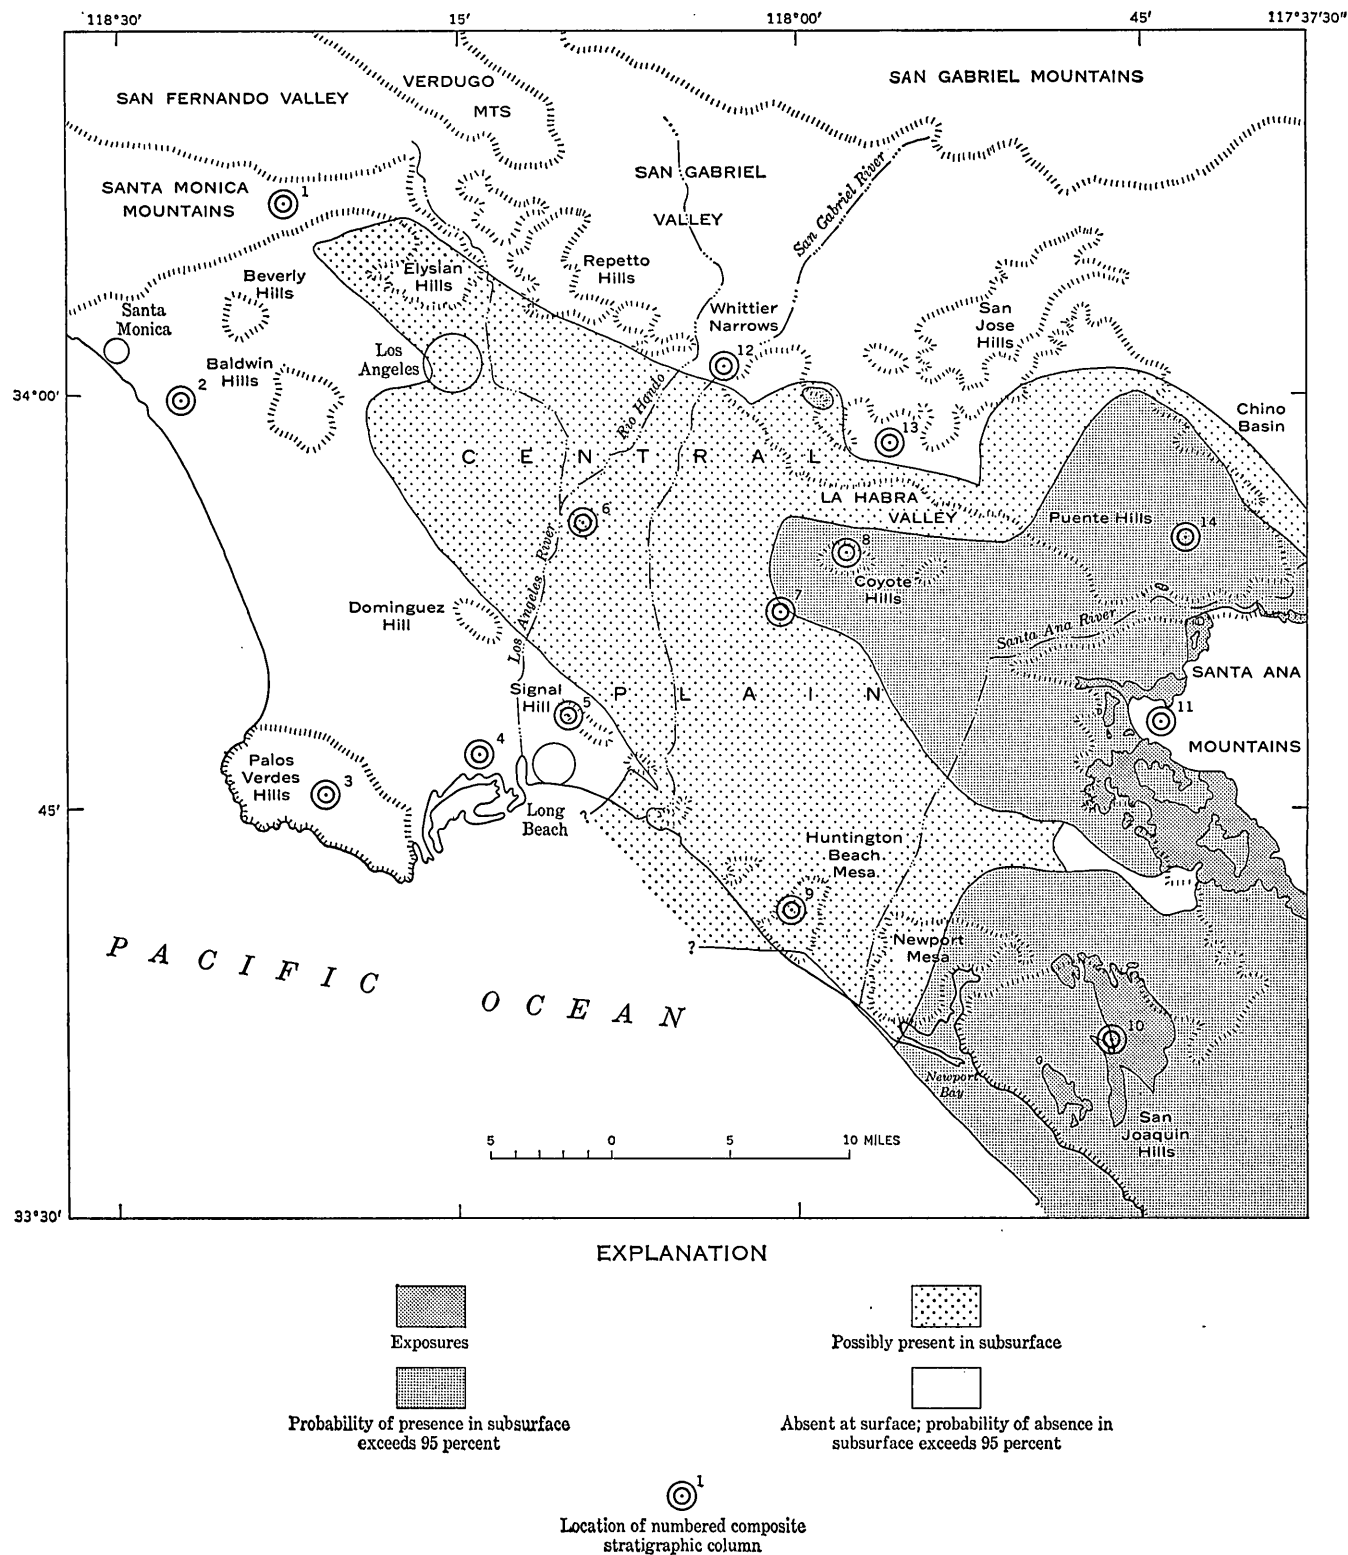 118°30′ 15′ 118°00′ 45′ 117°37′30″
SAN GABRIEL MOUNTAINS
VERDUGO
MTS
SAN FERNANDO VALLEY
SAN GABRIEL
VALLEY
San Gabriel River
SANTA MONICA
MOUNTAINS
1
Beverly
Hills
Elysian
Hills
Repetto
Hills
Santa
Monica
Whittier
Narrows
San
Jose
Hills
Los
Angeles
12
Baldwin
Hills
2
34°00′
Rio Hondo
Chino
Basin
13
CENTRAL
LA HABRA
VALLEY
6
Puente Hills
14
8
Coyote
Hills
Los Angeles River
7
Dominguez
Hill
Santa Ana River
SANTA ANA
MOUNTAINS
11
PLAIN
Signal
Hill
5
4
Palos
Verdes
Hills
3
45′
Long
Beach
?
Huntington
Beach.
Mesa.
9
Newport
Mesa
?
PACIFIC OCEAN
10
Newport
Bay
San
Joaquin
Hills
5 0 5 10 MILES
33°30′
EXPLANATION
Exposures
Possibly present in subsurface
Probability of presence in subsurface
exceeds 95 percent
Absent at surface; probability of absence in
subsurface exceeds 95 percent
1
Location of numbered composite
stratigraphic column